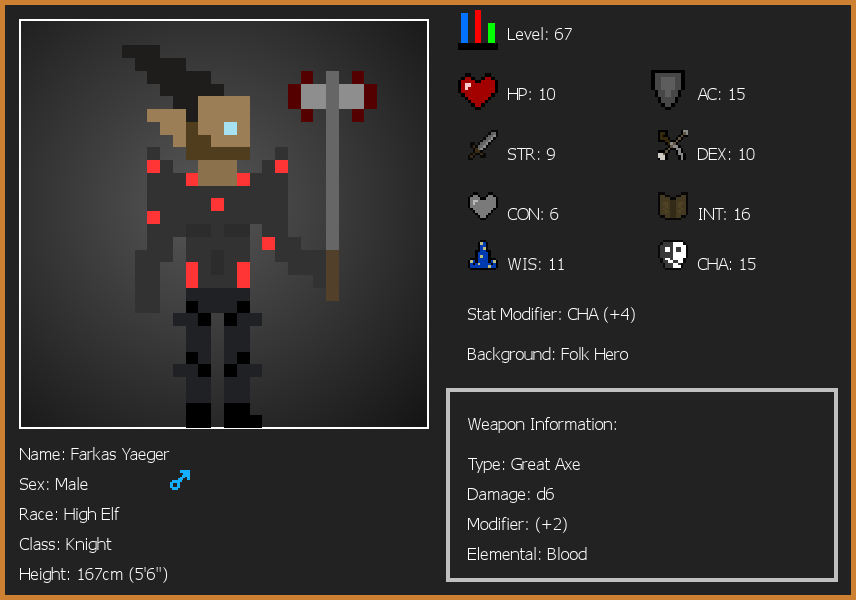 Level: 67
HP: 10
AC: 15
STR: 9
DEX: 10
CON: 6
INT: 16
WIS: 11
CHA: 15
Stat Modifier: CHA (+4)
Background: Folk Hero
Weapon Information:
Type: Great Axe
Damage: d6
Modifier: (+2)
Elemental: Blood
Name: Farkas Yaeger
Sex: Male
Race: High Elf
Class: Knight
Height: 167cm (5'6")